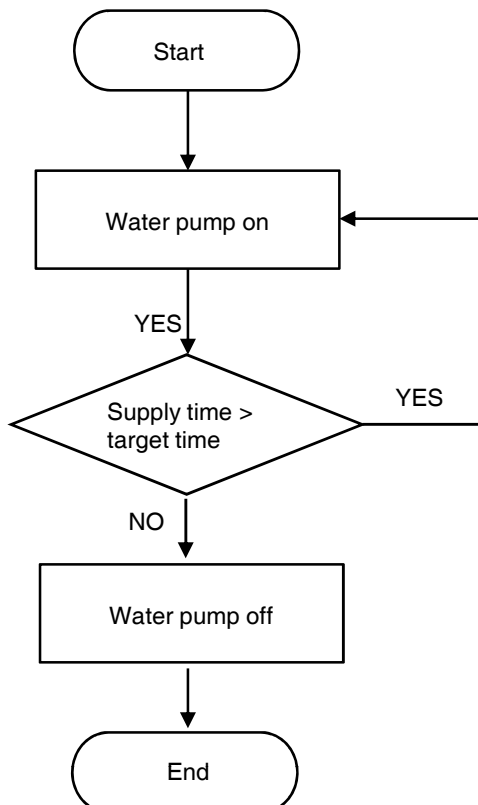 Start
Water pump on
YES
Supply time >
target time
YES
NO
Water pump off
End